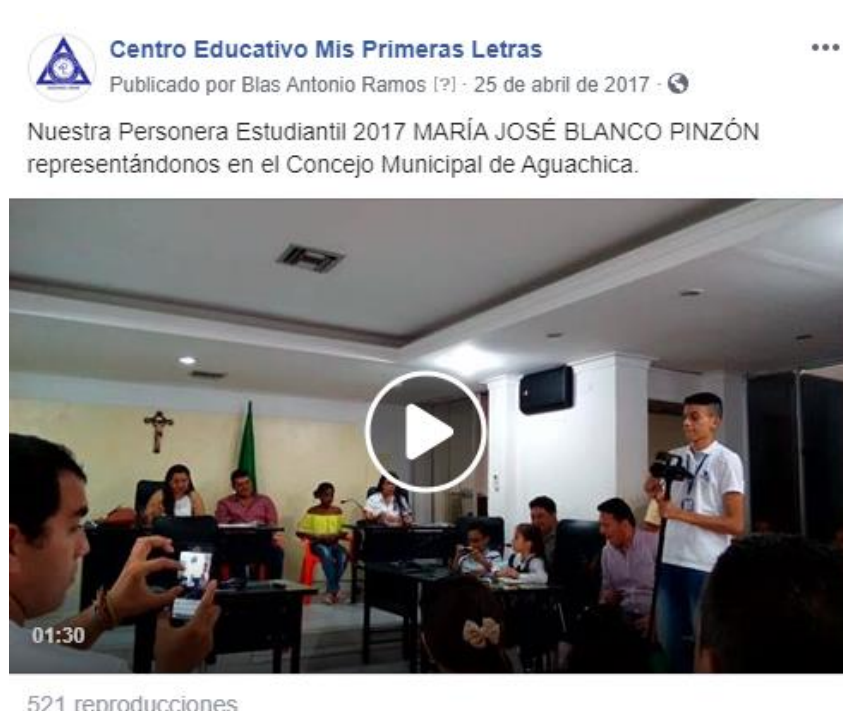 Centro Educativo Mis Primeras Letras
Publicado por Blas Antonio Ramos [?] · 25 de abril de 2017 ·
Nuestra Personera Estudiantil 2017 MARÍA JOSÉ BLANCO PINZÓN
representándonos en el Concejo Municipal de Aguachica.
01:30
521 reproducciones